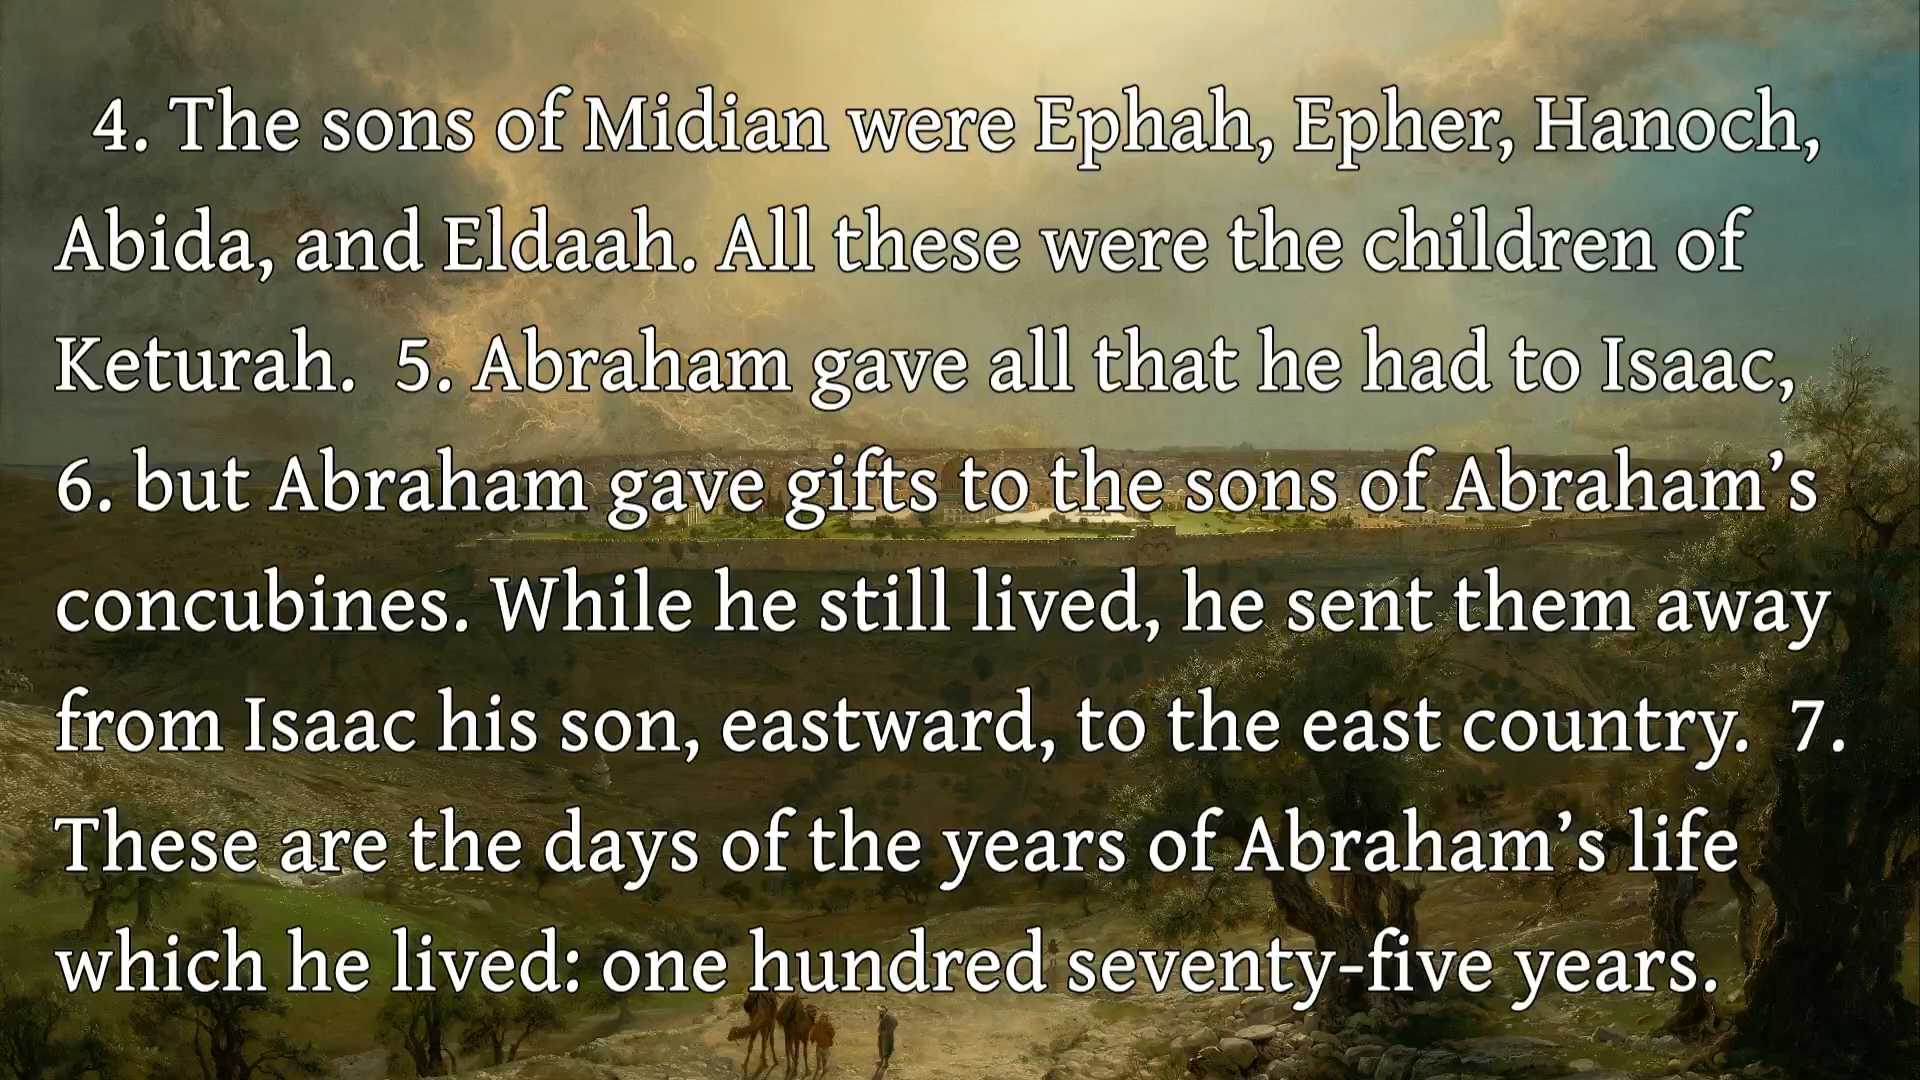 4. The sons of Midian were Ephah, Epher, Hanoch,
Abida, and Eldaah. All these were the children of
Keturah.  5. Abraham gave all that he had to Isaac,
6. but Abraham gave gifts to the sons of Abraham’s
concubines. While he still lived, he sent them away
from Isaac his son, eastward, to the east country.  7.
These are the days of the years of Abraham’s life
which he lived: one hundred seventy-five years.